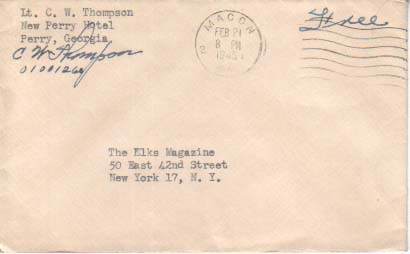 Lt. C. W. Thompson
New Perry Hotel
Perry, Georgia
C W Thompson
MACON
FEB 21
8 PM
1945
2
Free
The Elks Magazine
50 East 42nd Street
New York 17, N. Y.